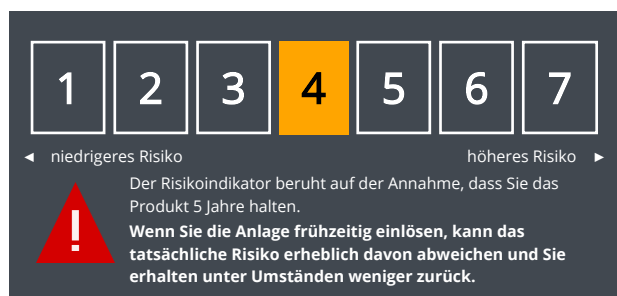 1 2 3 4 5 6 7
◄ niedrigeres Risiko höheres Risiko ►
Der Risikoindikator beruht auf der Annahme, dass Sie das
Produkt 5 Jahre halten.
!
Wenn Sie die Anlage frühzeitig einlösen, kann das
tatsächliche Risiko erheblich davon abweichen und Sie
erhalten unter Umständen weniger zurück.